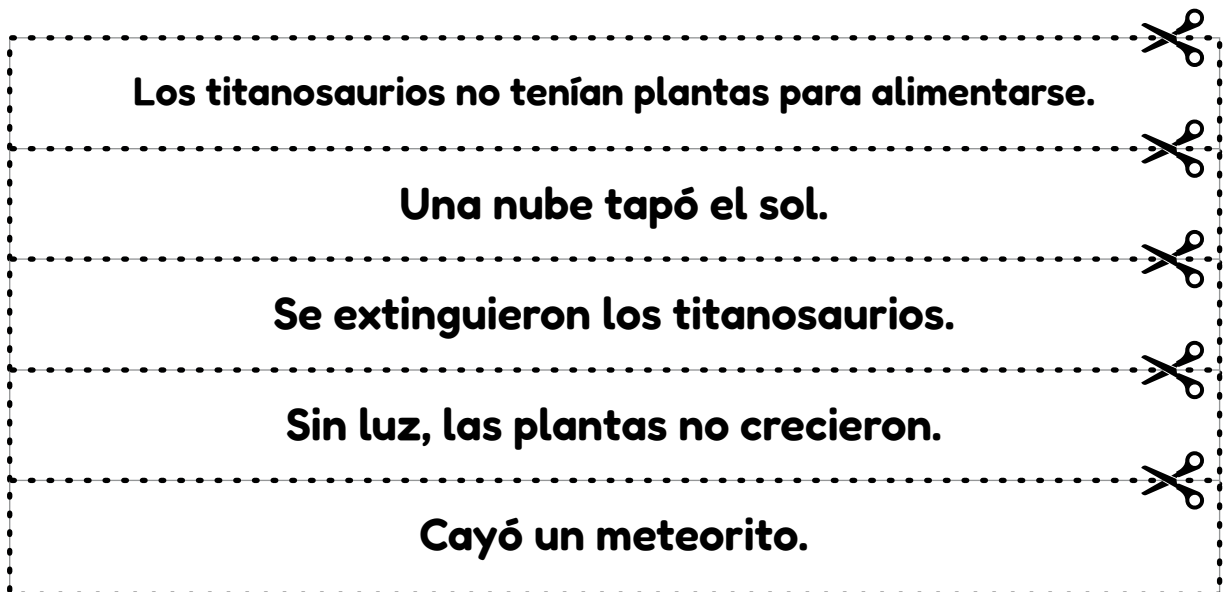 Los titanosaurios no tenían plantas para alimentarse.
Una nube tapó el sol.
Se extinguieron los titanosaurios.
Sin luz, las plantas no crecieron.
Cayó un meteorito.